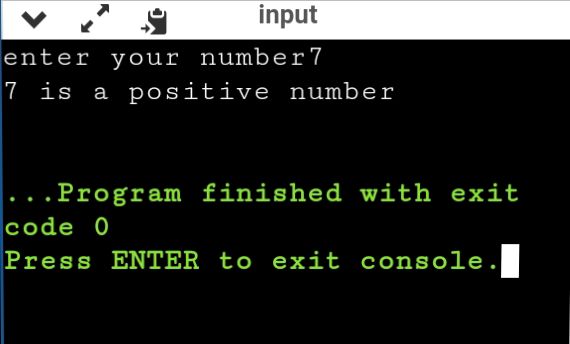 input
enter your number7
7 is a positive number
...Program finished with exit
code 0
Press ENTER to exit console.